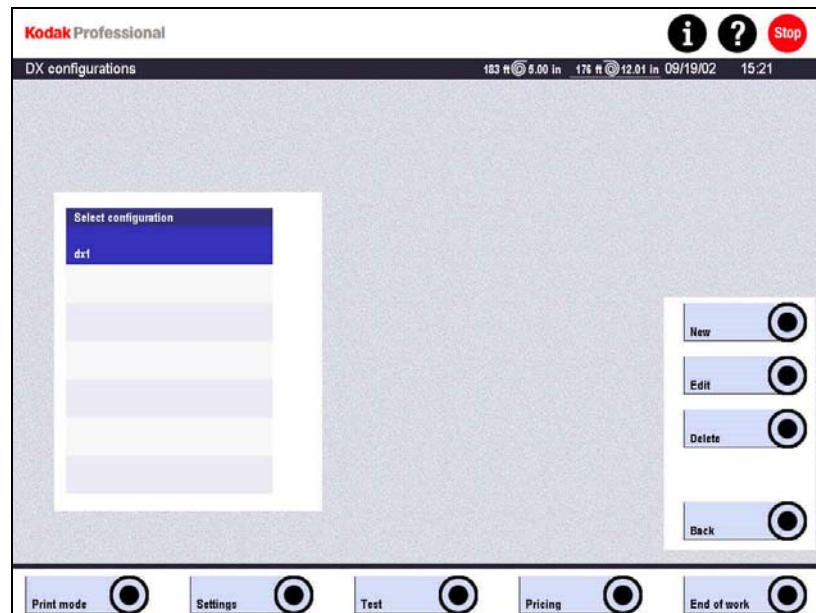 Kodak Professional
i ? Stop
DX configurations 183 ft 5.00 in 176 ft 12.01 in 09/19/02 15:21
Select configuration
dx1
New
Edit
Delete
Back
Print mode Settings Test Pricing End of work